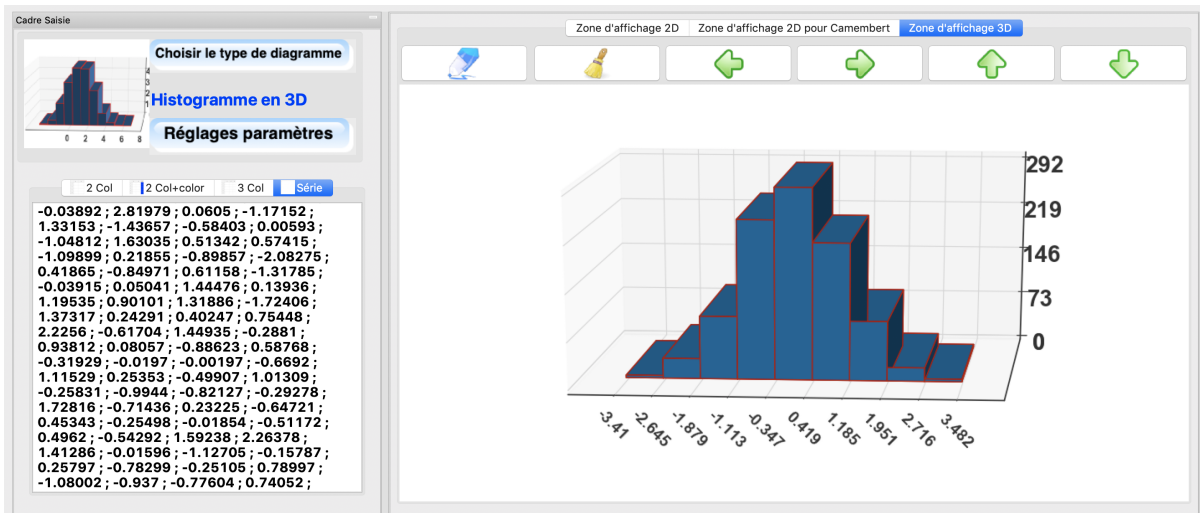 Cadre Saisie
Choisir le type de diagramme
4
3
2
1
0 2 4 6 8
Histogramme en 3D
Réglages paramètres
2 Col 2 Col+color 3 Col Série
-0.03892 ; 2.81979 ; 0.0605 ; -1.17152 ;
1.33153 ; -1.43657 ; -0.58403 ; 0.00593 ;
-1.04812 ; 1.63035 ; 0.51342 ; 0.57415 ;
-1.09899 ; 0.21855 ; -0.89857 ; -2.08275 ;
0.41865 ; -0.84971 ; 0.61158 ; -1.31785 ;
-0.03915 ; 0.05041 ; 1.44476 ; 0.13936 ;
1.19535 ; 0.90101 ; 1.31886 ; -1.72406 ;
1.37317 ; 0.24291 ; 0.40247 ; 0.75448 ;
2.2256 ; -0.61704 ; 1.44935 ; -0.2881 ;
0.93812 ; 0.08057 ; -0.88623 ; 0.58768 ;
-0.31929 ; -0.0197 ; -0.00197 ; -0.6692 ;
1.11529 ; 0.25353 ; -0.49907 ; 1.01309 ;
-0.25831 ; -0.9944 ; -0.82127 ; -0.29278 ;
1.72816 ; -0.71436 ; 0.23225 ; -0.64721 ;
0.45343 ; -0.25498 ; -0.01854 ; -0.51172 ;
0.4962 ; -0.54292 ; 1.59238 ; 2.26378 ;
1.41286 ; -0.01596 ; -1.12705 ; -0.15787 ;
0.25797 ; -0.78299 ; -0.25105 ; 0.78997 ;
-1.08002 ; -0.937 ; -0.77604 ; 0.74052 ;
Zone d'affichage 2D Zone d'affichage 2D pour Camembert Zone d'affichage 3D
292
219
146
73
0
-3.41 -2.645 -1.879 -1.113 -0.347 0.419 1.185 1.951 2.716 3.482